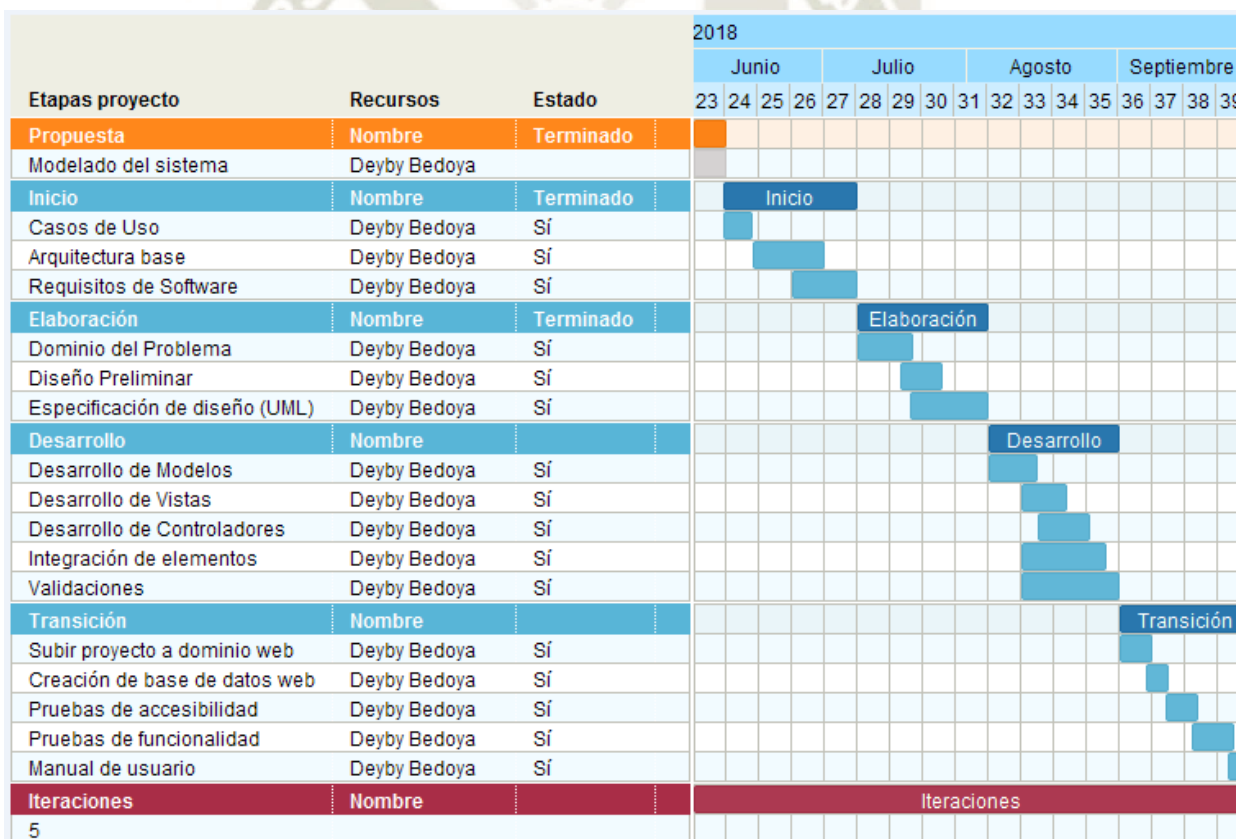 2018
Junio Julio Agosto Septiembre
Etapas proyecto Recursos Estado 23 24 25 26 27 28 29 30 31 32 33 34 35 36 37 38 39
Propuesta Nombre Terminado
Modelado del sistema Deyby Bedoya
Inicio Nombre Terminado Inicio
Casos de Uso Deyby Bedoya Sí
Arquitectura base Deyby Bedoya Sí
Requisitos de Software Deyby Bedoya Sí
Elaboración Nombre Terminado Elaboración
Dominio del Problema Deyby Bedoya Sí
Diseño Preliminar Deyby Bedoya Sí
Especificación de diseño (UML) Deyby Bedoya Sí
Desarrollo Nombre Desarrollo
Desarrollo de Modelos Deyby Bedoya Sí
Desarrollo de Vistas Deyby Bedoya Sí
Desarrollo de Controladores Deyby Bedoya Sí
Integración de elementos Deyby Bedoya Sí
Validaciones Deyby Bedoya Sí
Transición Nombre Transición
Subir proyecto a dominio web Deyby Bedoya Sí
Creación de base de datos web Deyby Bedoya Sí
Pruebas de accesibilidad Deyby Bedoya Sí
Pruebas de funcionalidad Deyby Bedoya Sí
Manual de usuario Deyby Bedoya Sí
Iteraciones Nombre Iteraciones
5